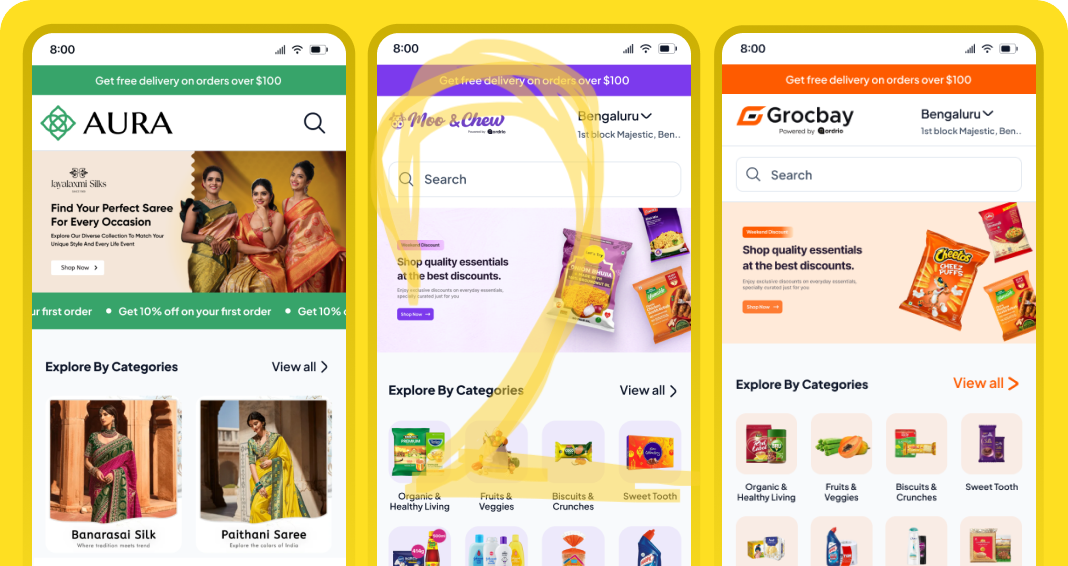 8:00
Get free delivery on orders over $100
AURA
Jayalaxmi Silks
Find Your Perfect Saree
For Every Occasion
Explore Our Diverse Collection To Match Your
Unique Style And Every Life Event
Shop Now
ur first order • Get 10% off on your first order • Get 10% o
Explore By Categories
View all
Banarasai Silk
Where tradition meets trend
Paithani Saree
Explore the colors of India
8:00
Get free delivery on orders over $100
Moo & Chew
Powered by Qordrio
Bengaluru
1st block Majestic, Ben..
Search
Weekend Discount
Shop quality essentials
at the best discounts.
Enjoy exclusive discounts on everyday essentials,
specially curated just for you
Shop Now
Explore By Categories
View all
Organic &
Healthy Living
Fruits &
Veggies
Biscuits &
Crunches
Sweet Tooth
8:00
Get free delivery on orders over $100
Grocbay
Powered by Qordrio
Bengaluru
1st block Majestic, Ben..
Search
Weekend Discount
Shop quality essentials
at the best discounts.
Enjoy exclusive discounts on everyday essentials,
specially curated just for you
Shop Now
Cheetos
CHEEZ
PUFFS
Explore By Categories
View all
Organic &
Healthy Living
Fruits &
Veggies
Biscuits &
Crunches
Sweet Tooth